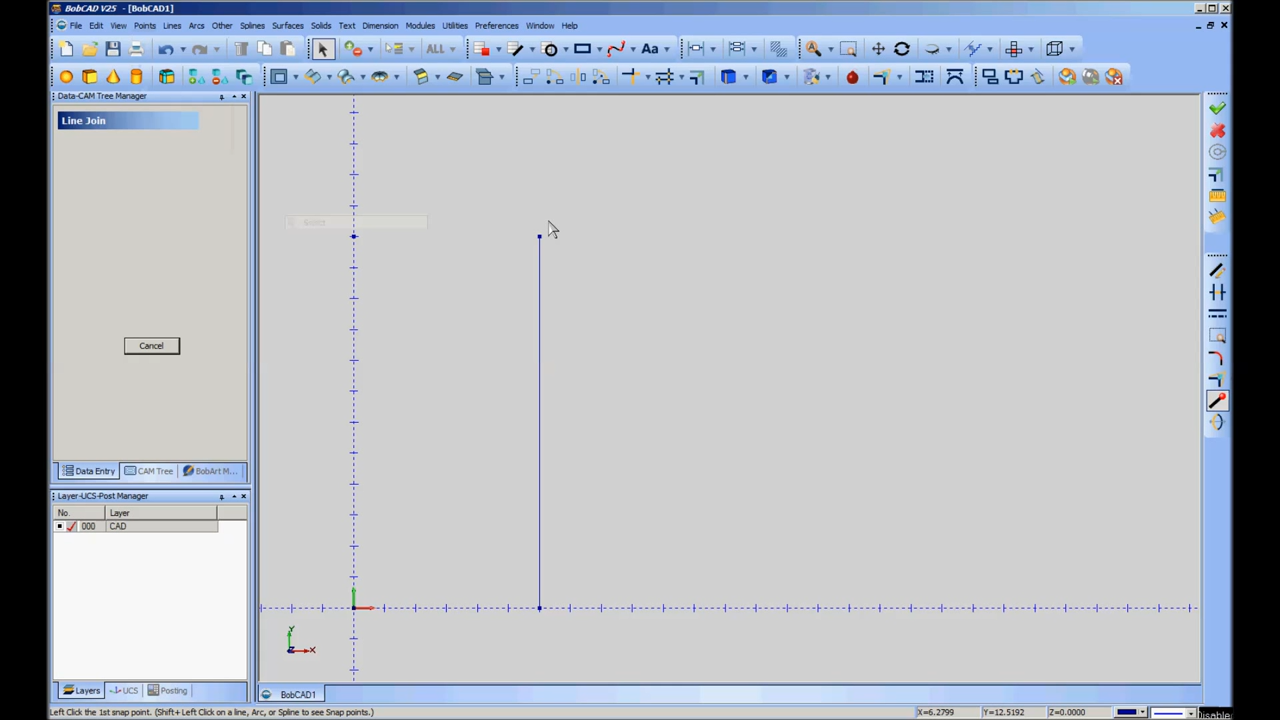 BobCAD V25 - [BobCAD1]
File Edit View Points Lines Arcs Other Splines Surfaces Solids Text Dimension Modules Utilities Preferences Window Help
ALL
Aa
Data-CAM Tree Manager
Line Join
Cancel
Data Entry CAM Tree BobArt M...
Layer-UCS-Post Manager
No. Layer
000 CAD
Y
X
Layers UCS Posting
BobCAD1
Left Click the 1st snap point. (Shift+Left Click on a line, Arc, or Spline to see Snap points.)
X=6.2799 Y=12.5192 Z=0.0000
Disable